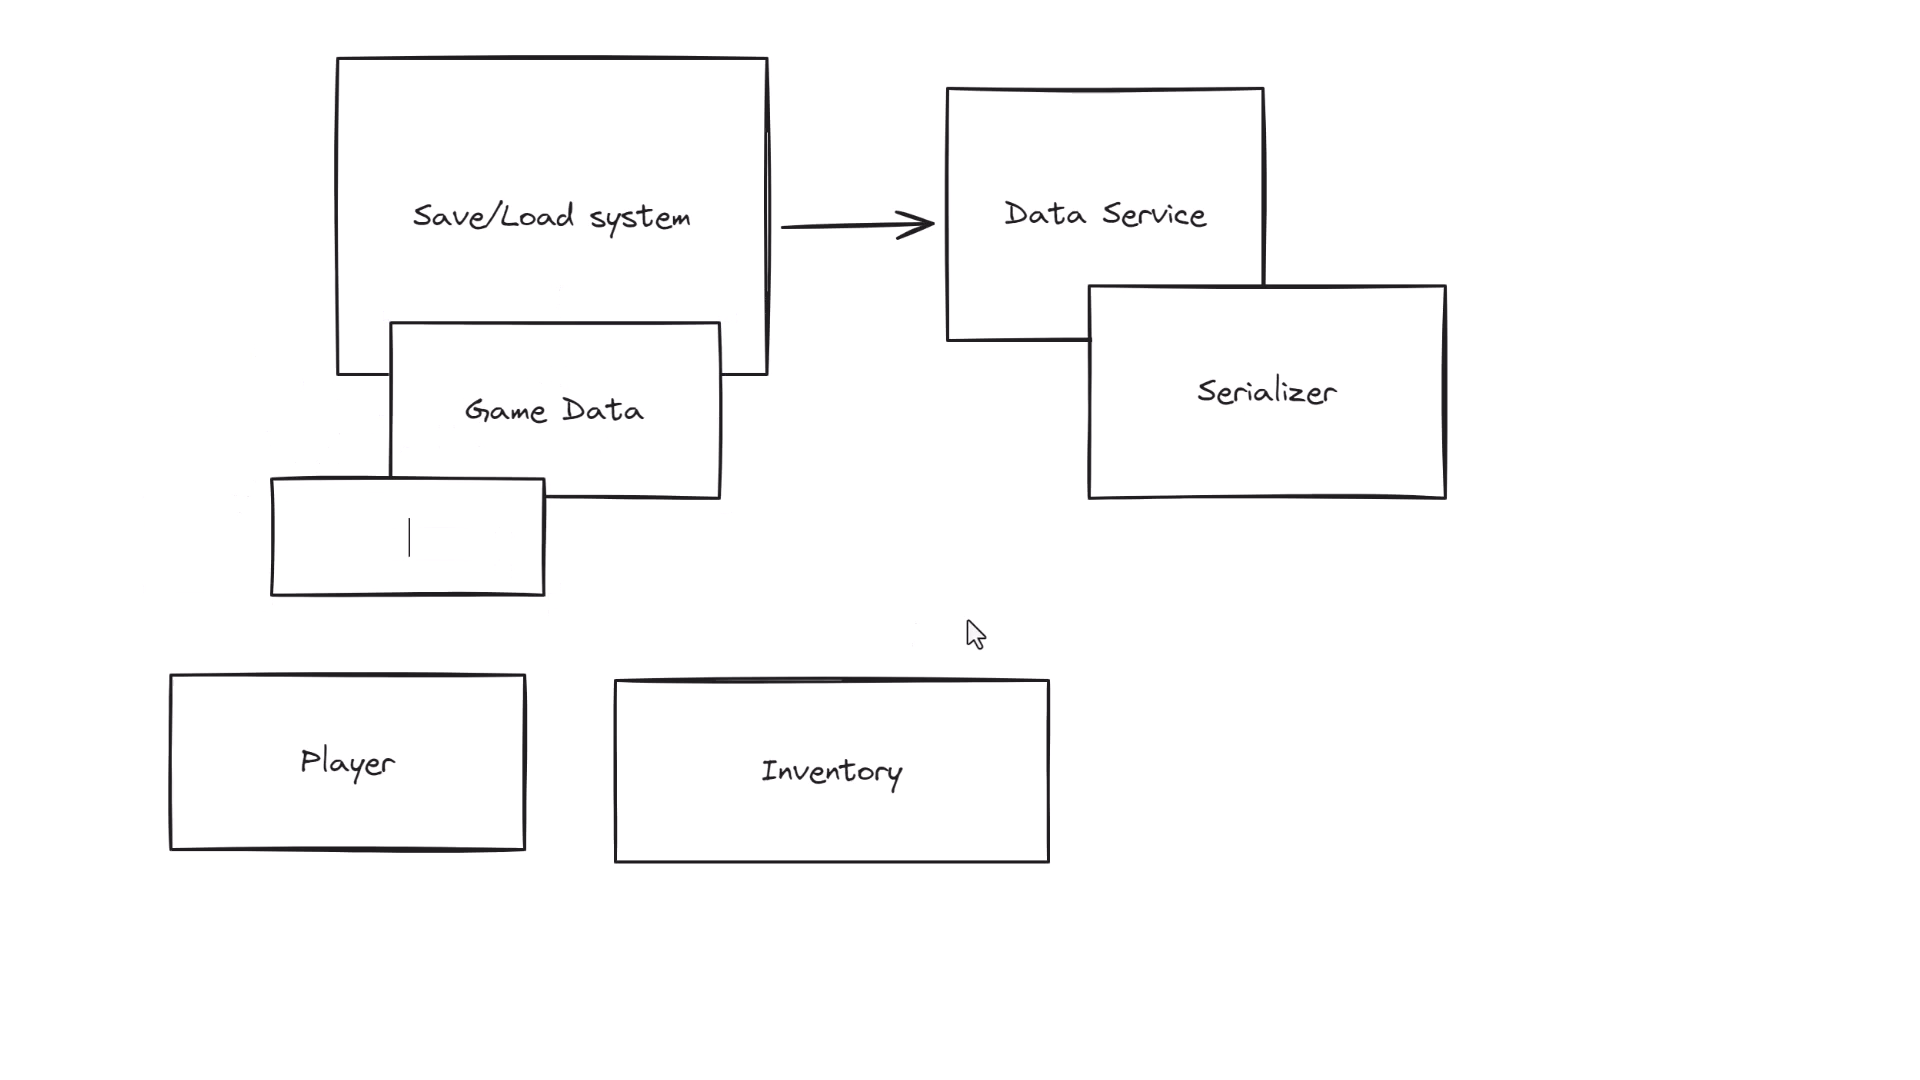 Save/Load system
Data Service
Game Data
Serializer
Player
Inventory